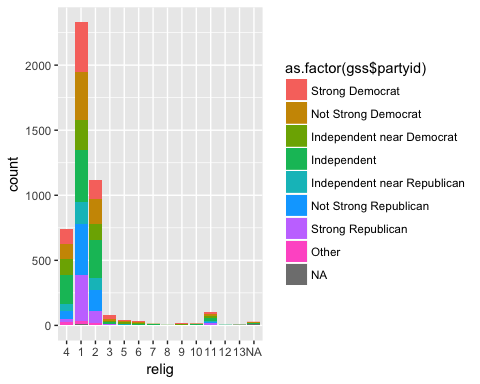 2000
1500
1000
500
0
count
4 1 2 3 5 6 7 8 9 10 11 12 13 NA
relig
as.factor(gss$partyid)
Strong Democrat
Not Strong Democrat
Independent near Democrat
Independent
Independent near Republican
Not Strong Republican
Strong Republican
Other
NA